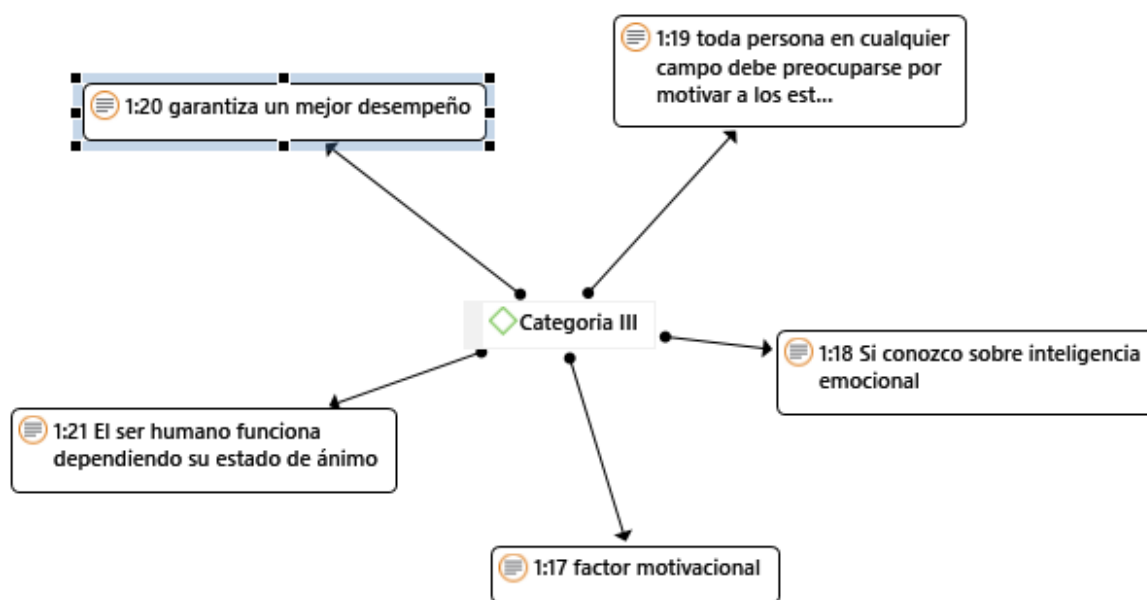 1:19 toda persona en cualquier
campo debe preocuparse por
motivar a los est...
1:20 garantiza un mejor desempeño
Categoria III
1:18 Si conozco sobre inteligencia
emocional
1:21 El ser humano funciona
dependiendo su estado de ánimo
1:17 factor motivacional